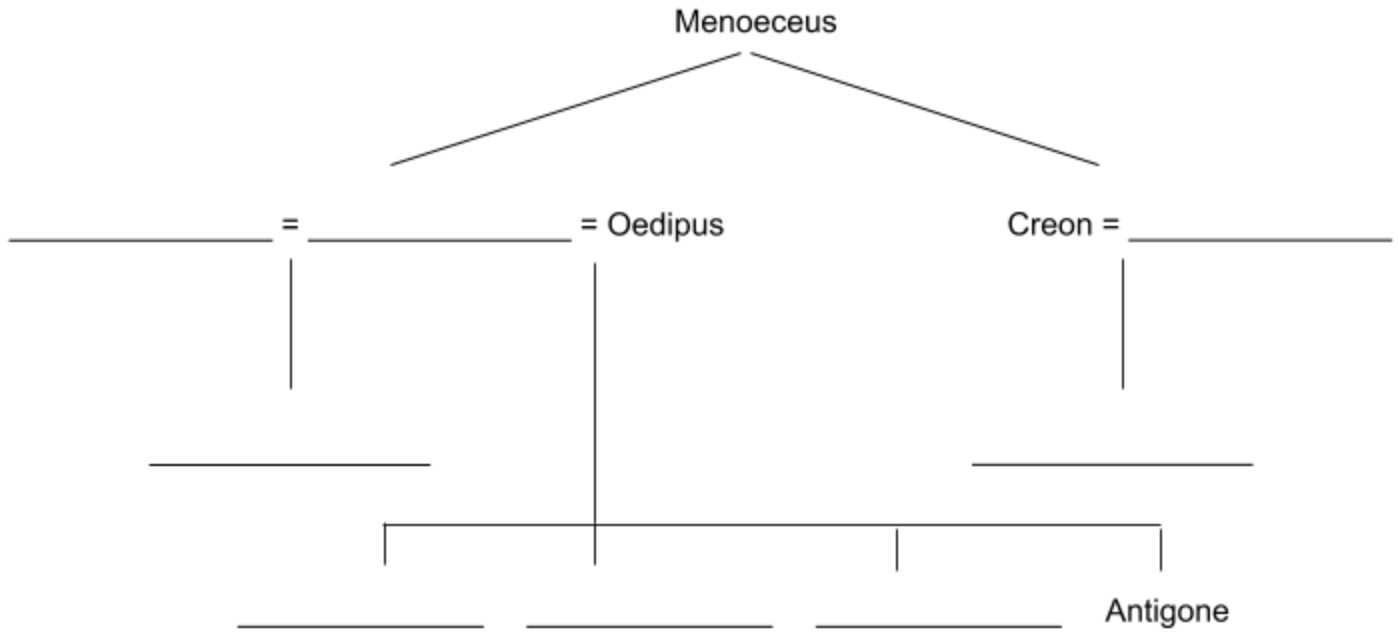 Menoeceus
= = Oedipus Creon =
Antigone